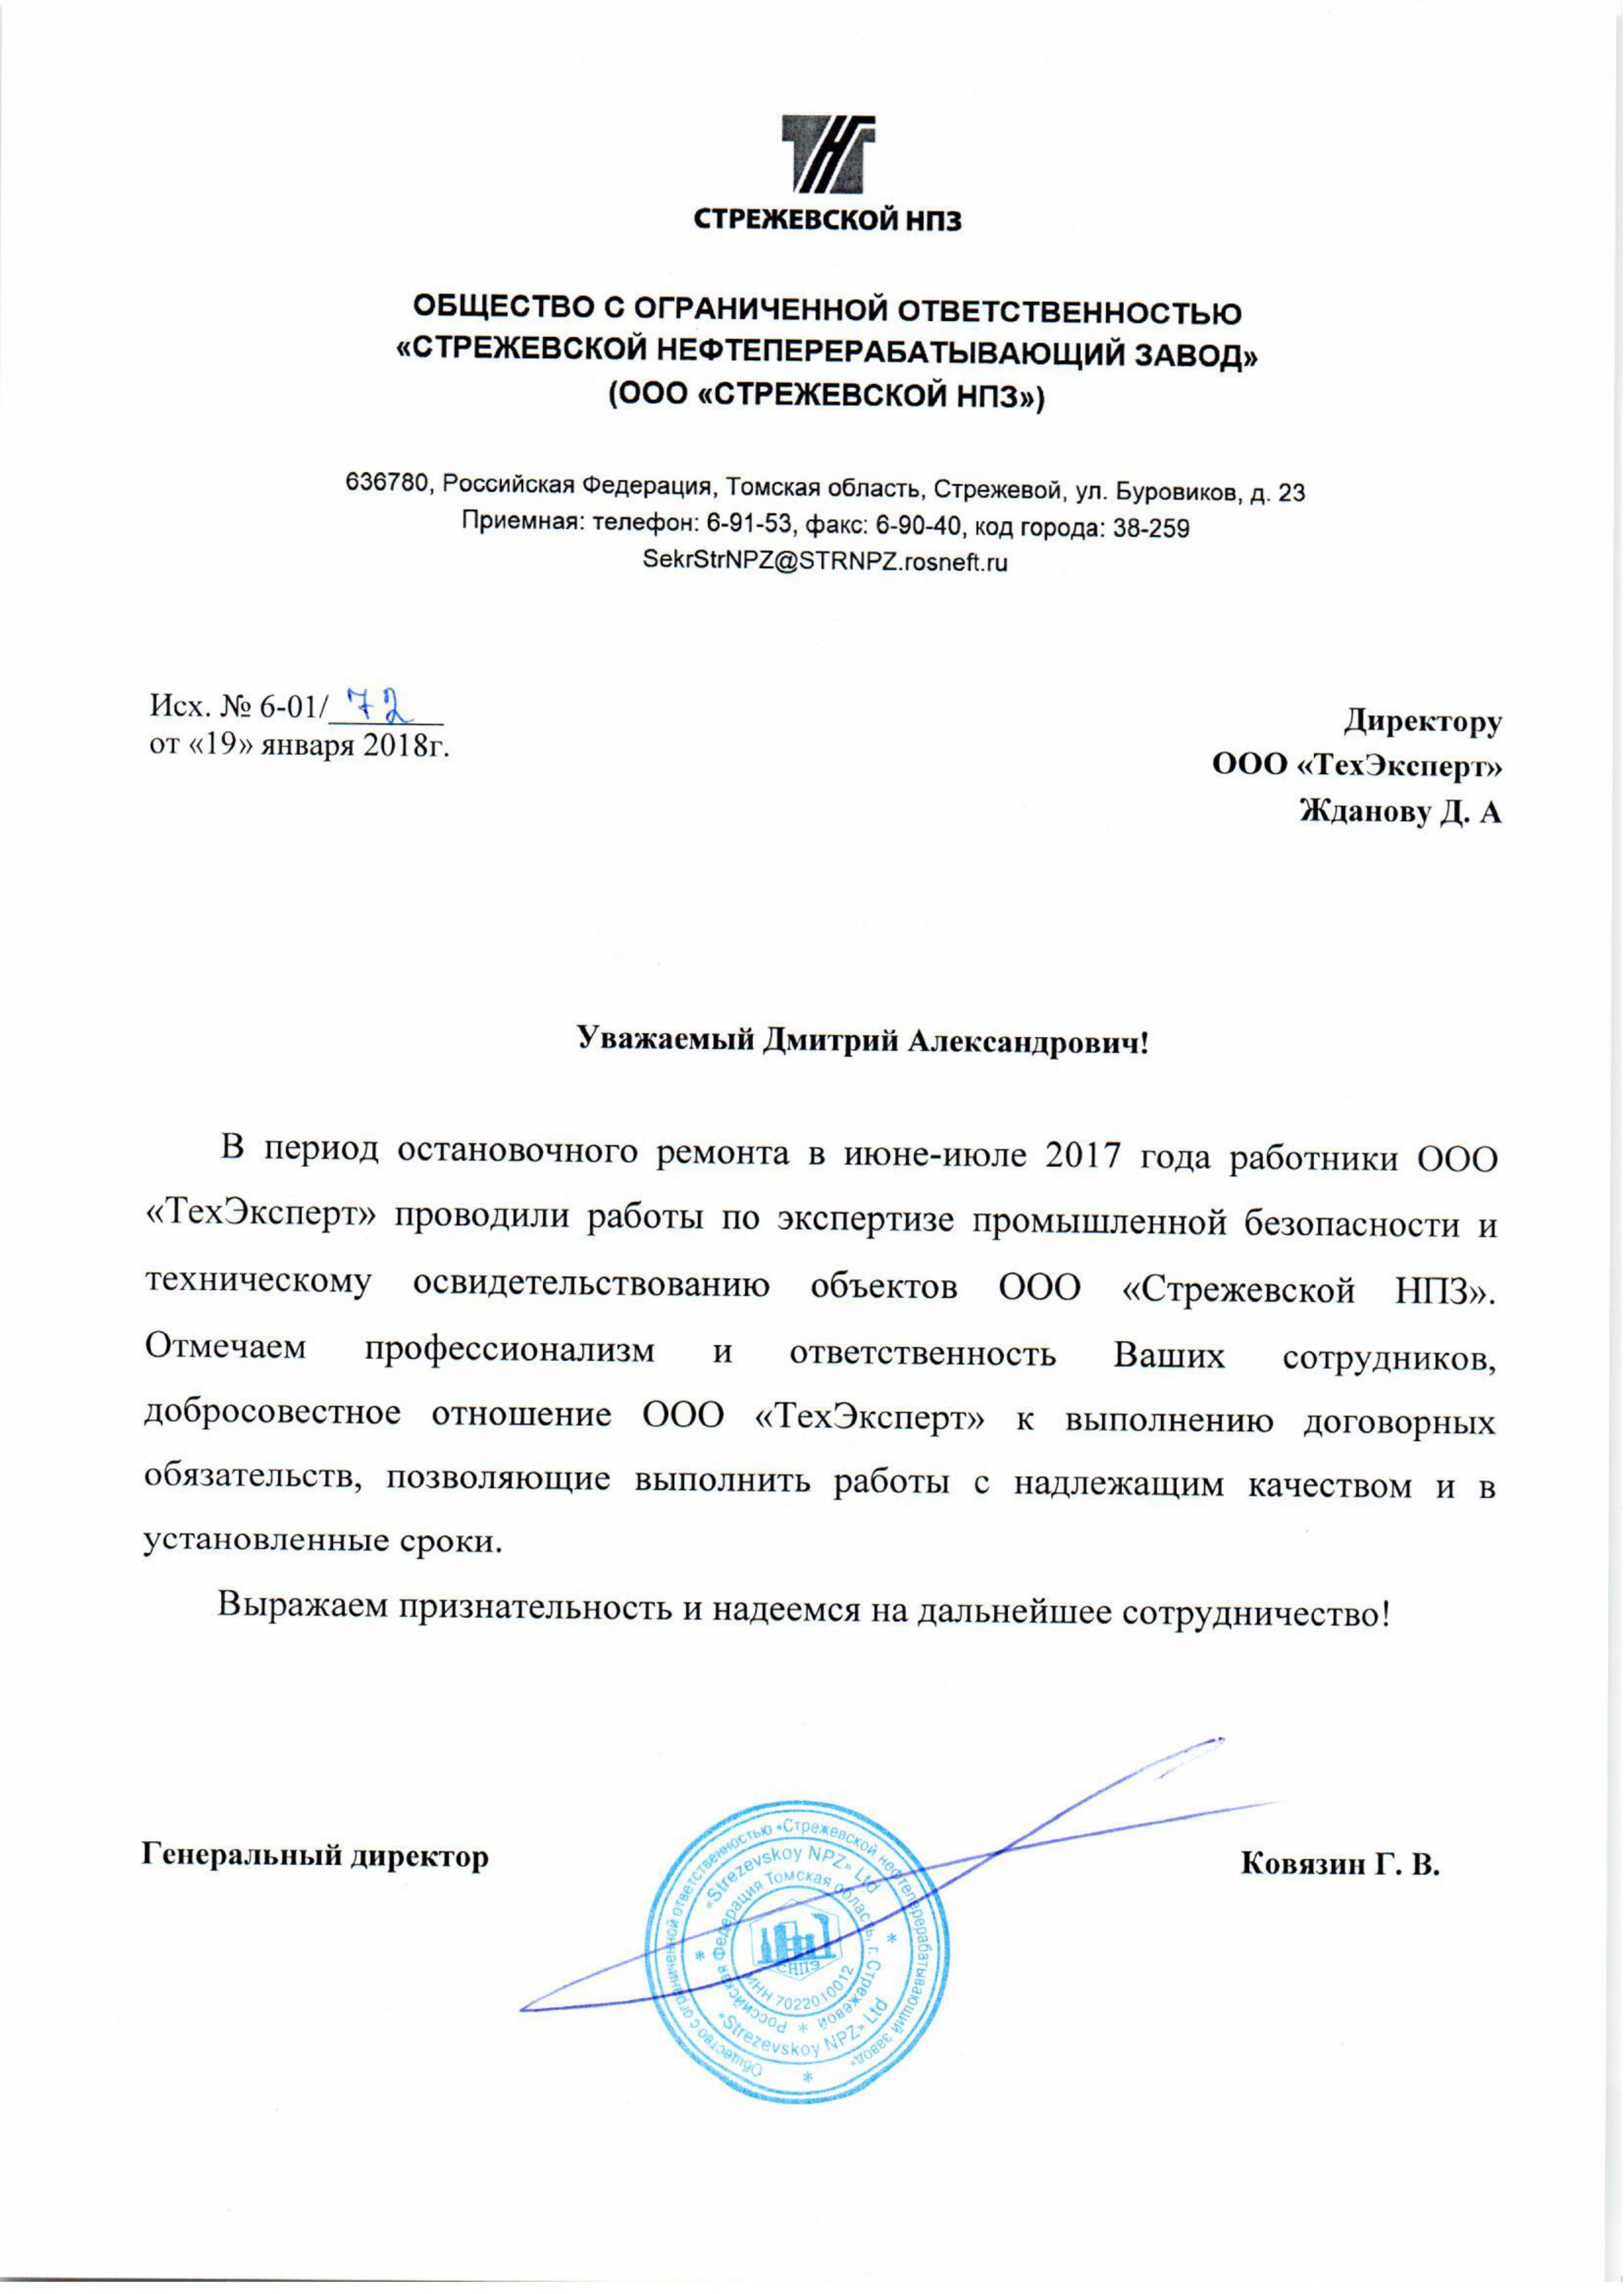 СТРЕЖЕВСКОЙ НПЗ
ОБЩЕСТВО С ОГРАНИЧЕННОЙ ОТВЕТСТВЕННОСТЬЮ
«СТРЕЖЕВСКОЙ НЕФТЕПЕРЕРАБАТЫВАЮЩИЙ ЗАВОД»
(ООО «СТРЕЖЕВСКОЙ НПЗ»)
636780, Российская Федерация, Томская область, Стрежевой, ул. Буровиков, д. 23
Приемная: телефон: 6-91-53, факс: 6-90-40, код города: 38-259
SekrStrNPZ@STRNPZ.rosneft.ru
Исх. № 6-01/ 72
от «19» января 2018г.
Директору
ООО «ТехЭксперт»
Жданову Д. А
Уважаемый Дмитрий Александрович!
В период остановочного ремонта в июне-июле 2017 года работники ООО
«ТехЭксперт» проводили работы по экспертизе промышленной безопасности и
техническому освидетельствованию объектов ООО «Стрежевской НПЗ».
Отмечаем профессионализм и ответственность Ваших сотрудников,
добросовестное отношение ООО «ТехЭксперт» к выполнению договорных
обязательств, позволяющие выполнить работы с надлежащим качеством и в
установленные сроки.
Выражаем признательность и надеемся на дальнейшее сотрудничество!
Генеральный директор
Ковязин Г. В.
Общество с ограниченной ответственностью «Стрежевской нефтеперерабатывающий завод»
«Strezevskoy NPZ» Ltd
«Strezevskoy NPZ» Ltd
Российская Федерация Томская область, г. Стрежевой
ИНН 7022010012
СНПЗ